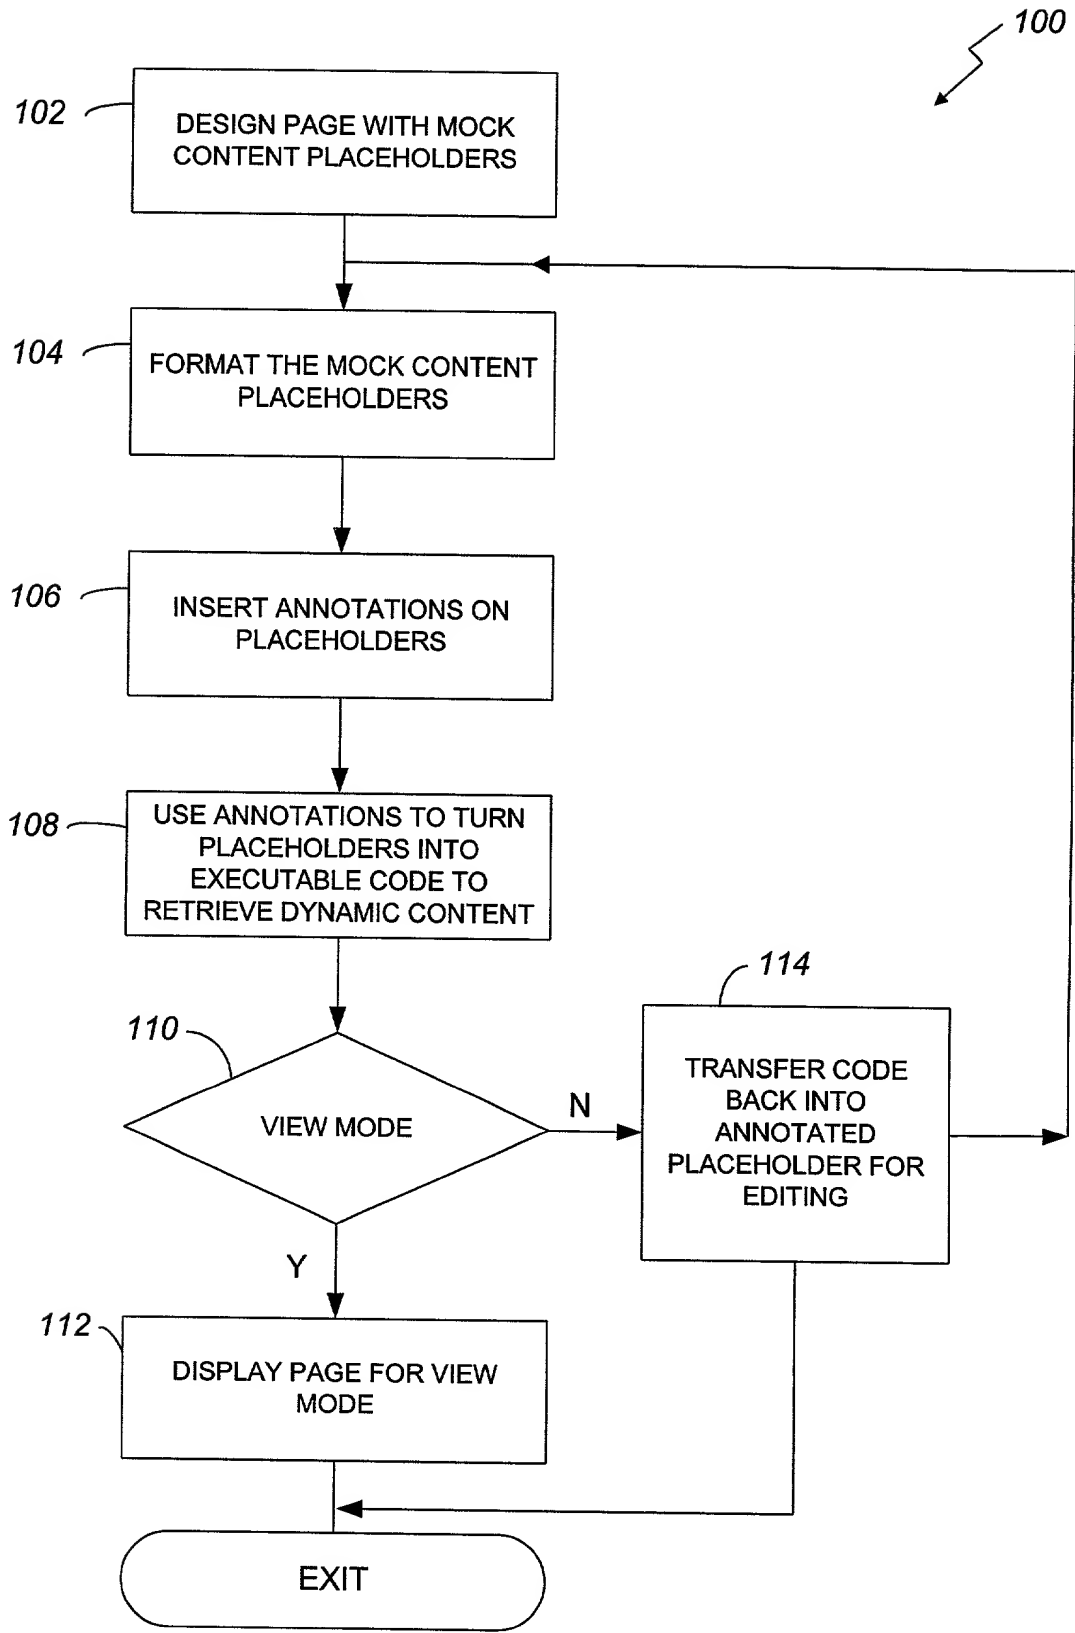 100
102
DESIGN PAGE WITH MOCK
CONTENT PLACEHOLDERS
104
FORMAT THE MOCK CONTENT
PLACEHOLDERS
106
INSERT ANNOTATIONS ON
PLACEHOLDERS
108
USE ANNOTATIONS TO TURN
PLACEHOLDERS INTO
EXECUTABLE CODE TO
RETRIEVE DYNAMIC CONTENT
110
VIEW MODE
N
114
TRANSFER CODE
BACK INTO
ANNOTATED
PLACEHOLDER FOR
EDITING
Y
112
DISPLAY PAGE FOR VIEW
MODE
EXIT